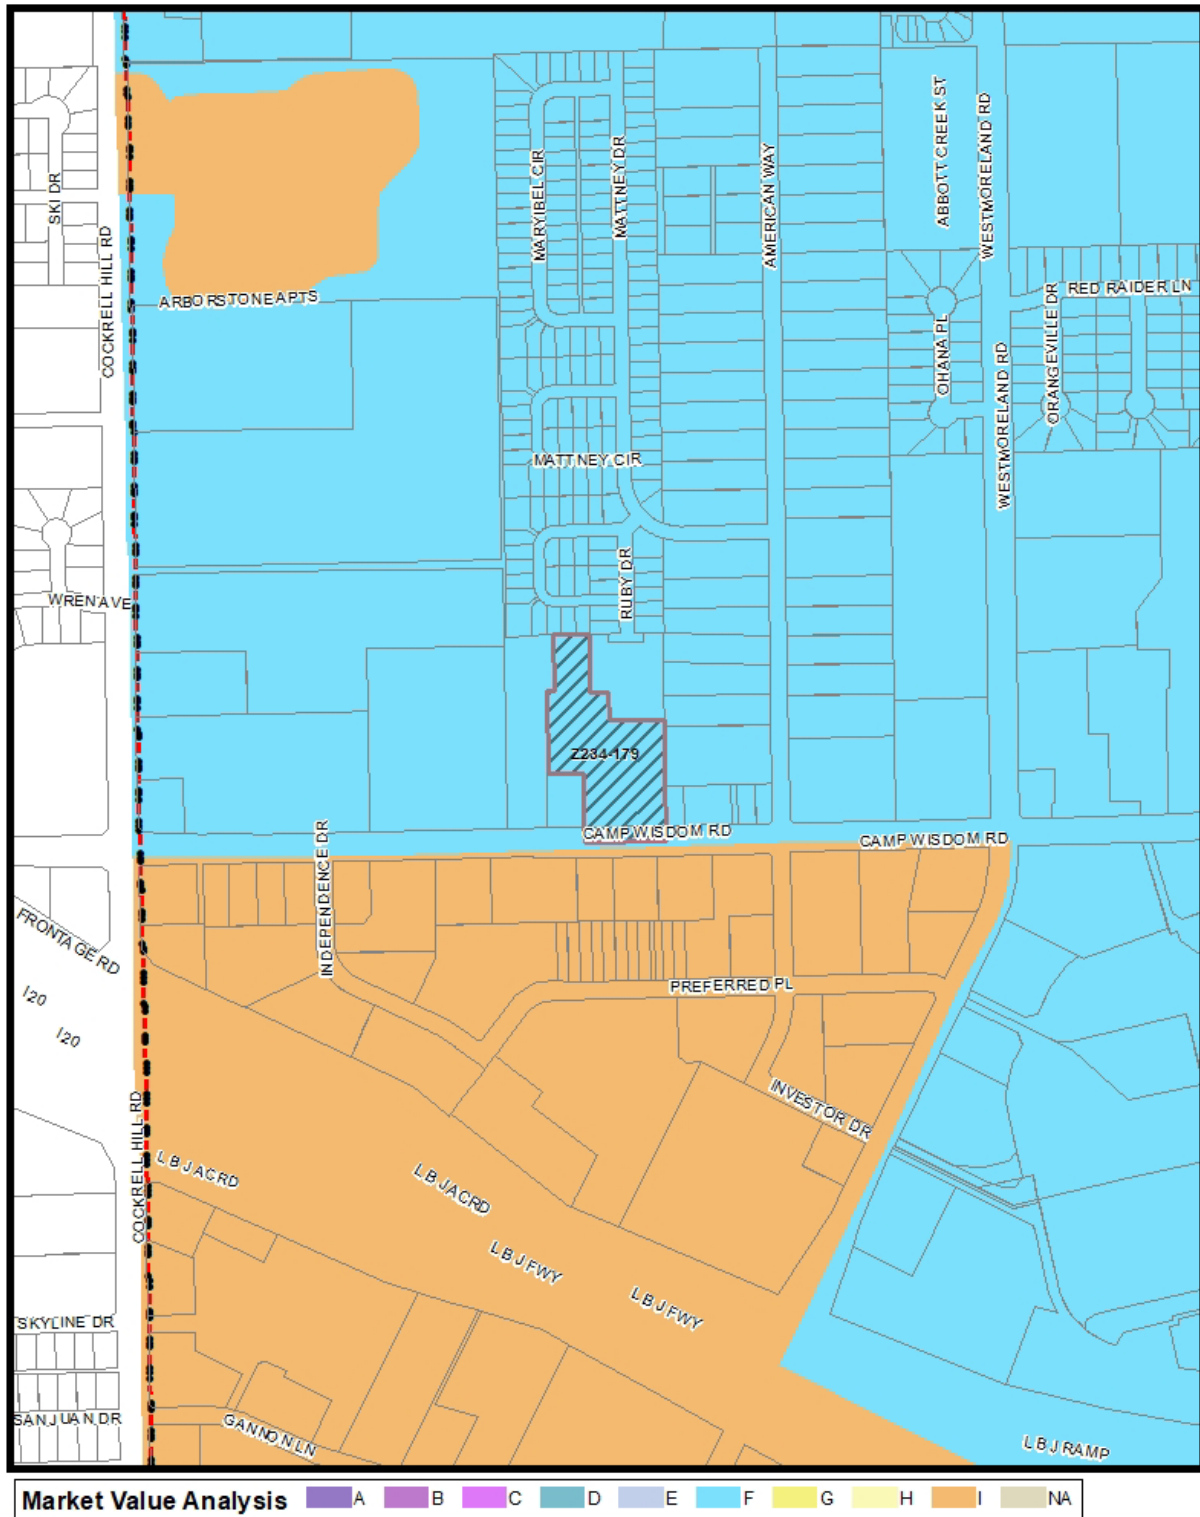 ABBOTT CREEK ST
WESTMORELAND RD
MATTNEY DR
MARYIBEL CIR
AMERICAN WAY
SKI DR
COCKRELL HILL RD
ARBORSTONE APTS
RED RAIDER LN
ORANGEVILLE DR
OHANA PL
WESTMORELAND RD
MATTNEY CIR
RUBY DR
WREN AVE
Z234-179
CAMP WISDOM RD
CAMP WISDOM RD
INDEPENDENCE DR
FRONTAGE RD
I20
I20
PREFERRED PL
INVESTOR DR
COCKRELL HILL RD
LBJ ACRD
LBJ ACRD
LBJ FWY
LBJ FWY
SKYLINE DR
SAN JUAN DR
GANNON LN
LBJ RAMP
Market Value Analysis A B C D E F G H I NA